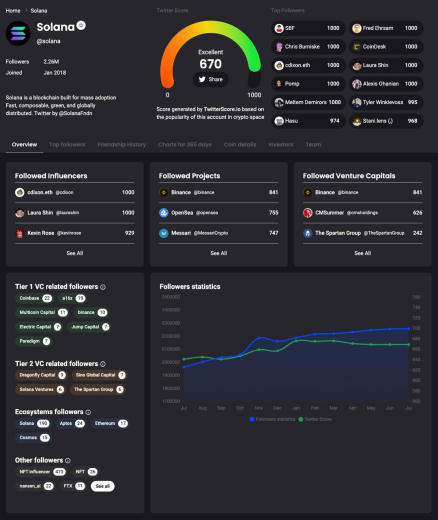 Home > Solana
Solana
@solana
Followers 2.26M
Joined Jan 2018
Solana is a blockchain built for mass adoption
Fast, composable, green, and globally
distributed. Twitter by @SolanaFndn
Twitter Score
Excellent
670
Share
0 1000
Score generated by TwitterScore.io based on
the popularity of this account in crypto space
Top Followers
SBF 1000 Fred Ehrsam 1000
Chris Burniske 1000 CoinDesk 1000
cdixon.eth 1000 Laura Shin 1000
Pomp 1000 Alexis Ohanian 1000
Meltem Demirors 1000 Tyler Winklevoss 995
Hasu 974 Stani.lens (,) 968
Overview Top followers Friendship History Charts for 365 days Coin details Investors Team
Followed Influencers
cdixon.eth @cdixon 1000
Laura Shin @laurashin 1000
Kevin Rose @kevinrose 929
See All
Followed Projects
Binance @binance 841
OpenSea @opensea 755
Messari @MessariCrypto 747
See All
Followed Venture Capitals
Binance @binance 841
CMSummer @cmsholdings 626
The Spartan Group @TheSpartanGroup 242
See All
Tier 1 VC related followers
Coinbase 22 a16z 19
Multicoin Capital 11 binance 10
Electric Capital 7 Jump Capital 7
Paradigm 7
Tier 2 VC related followers
Dragonfly Capital 9 Sino Global Capital 7
Solana Ventures 6 The Spartan Group 6
Ecosystems followers
Solana 190 Aptos 24 Ethereum 17
Cosmos 15
Other followers
NFT Influencer 473 NFT 26
nansen_ai 22 FTX 11 See all
Followers statistics
2500000 760
2400000 740
2300000 720
2200000 700
2100000 680
2000000 660
1900000 640
1800000 620
1700000 600
Jul Aug Sep Oct Nov Dec Jan Feb Mar Apr May Jun Jul
Followers statistics Twitter Score